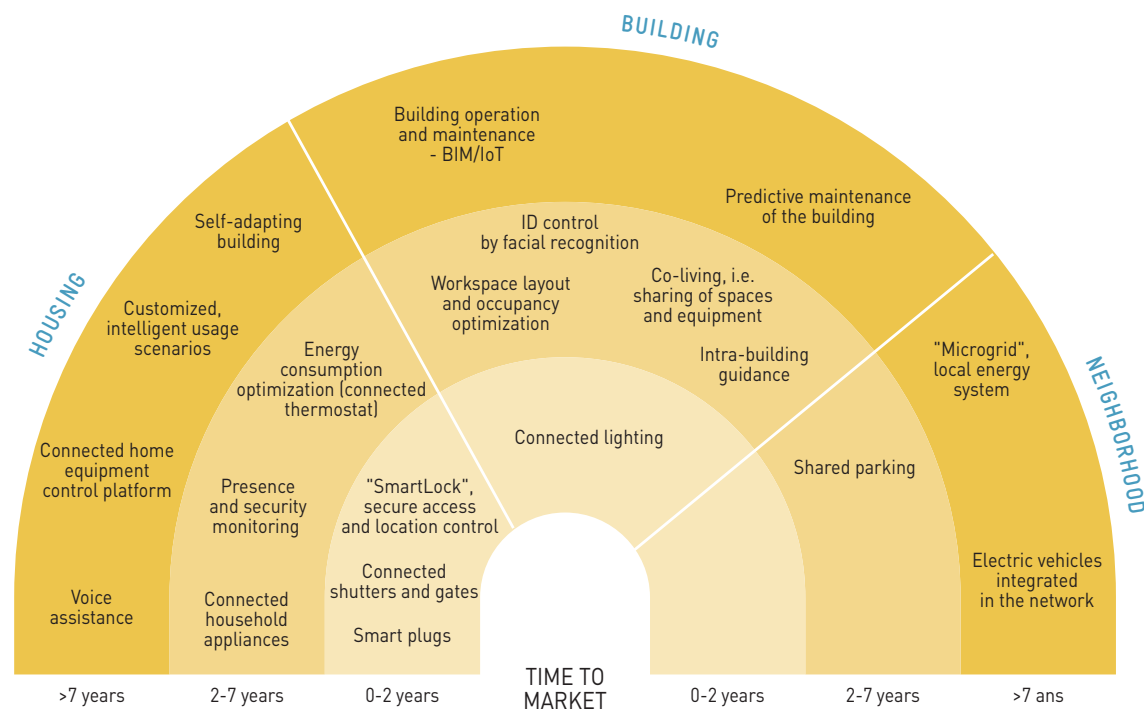 BUILDING
Building operation
and maintenance
- BIM/IoT
Predictive maintenance
of the building
ID control
by facial recognition
Workspace layout
and occupancy
optimization)
Co-living, i.e.
sharing of spaces
and equipment
Intra-building
guidance
Connected lighting
HOUSING
Self-adapting
building
Customized,
intelligent usage
scenarios
Energy
consumption
optimization (connected
thermostat)
Connected home
equipment
control platform
Presence
and security
monitoring
"SmartLock",
secure access
and location control
Connected
shutters and gates
Voice
assistance
Connected
household
appliances
Smart plugs
NEIGHBORHOOD
"Microgrid",
local energy
system
Shared parking
Electric vehicles
integrated
in the network
>7 years
2-7 years
0-2 years
TIME TO
MARKET
0-2 years
2-7 years
>7 ans